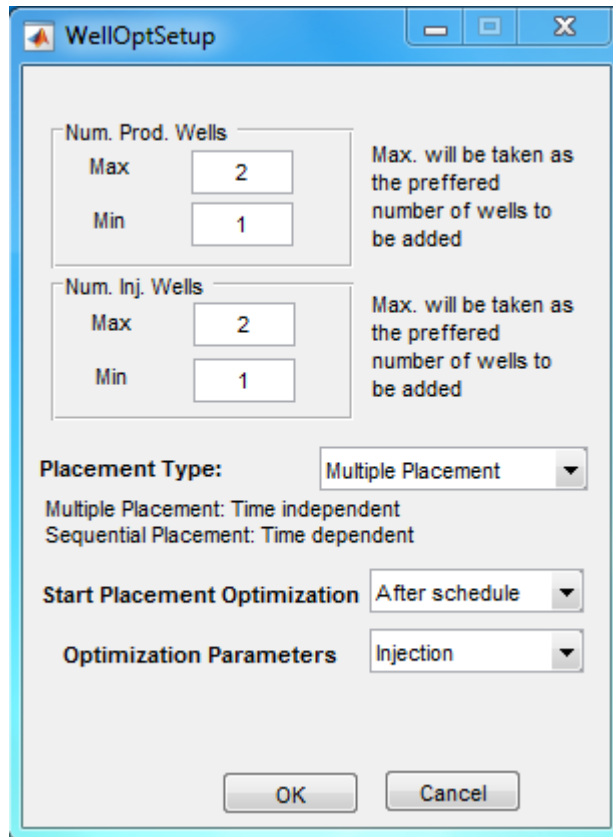 WellOptSetup
Num. Prod. Wells
Max 2
Min 1
Max. will be taken as
the preffered
number of wells to
be added
Num. Inj. Wells
Max 2
Min 1
Max. will be taken as
the preffered
number of wells to
be added
Placement Type: Multiple Placement
Multiple Placement: Time independent
Sequential Placement: Time dependent
Start Placement Optimization After schedule
Optimization Parameters Injection
OK Cancel